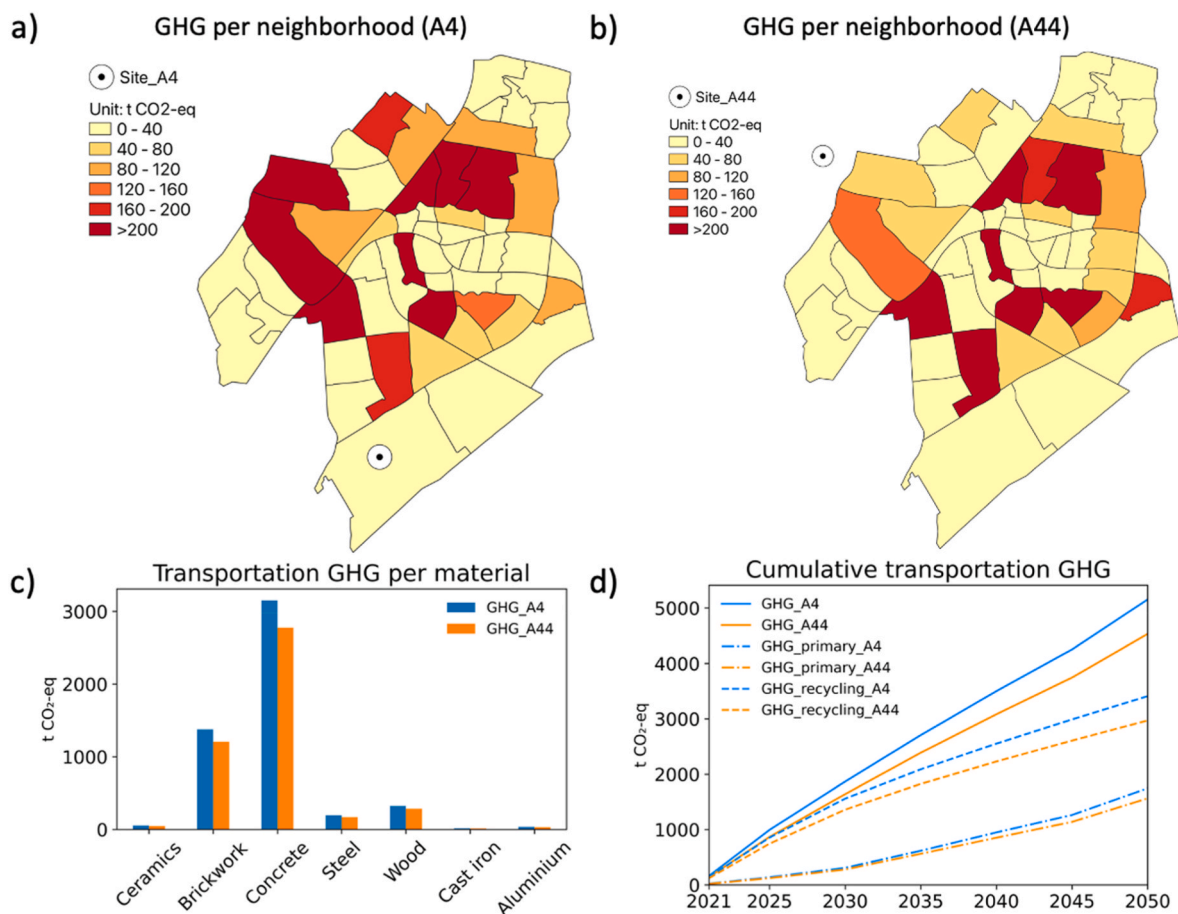 a)
GHG per neighborhood (A4)
Site_A4
Unit: t CO2-eq
0 - 40
40 - 80
80 - 120
120 - 160
160 - 200
>200
b)
GHG per neighborhood (A44)
Site_A44
Unit: t CO2-eq
0 - 40
40 - 80
80 - 120
120 - 160
160 - 200
>200
c)
Transportation GHG per material
t CO₂-eq
3000
2000
1000
0
GHG_A4
GHG_A44
Ceramics
Brickwork
Concrete
Steel
Wood
Cast iron
Aluminium
d)
Cumulative transportation GHG
t CO₂-eq
5000
4000
3000
2000
1000
0
GHG_A4
GHG_A44
GHG_primary_A4
GHG_primary_A44
GHG_recycling_A4
GHG_recycling_A44
2021 2025 2030 2035 2040 2045 2050